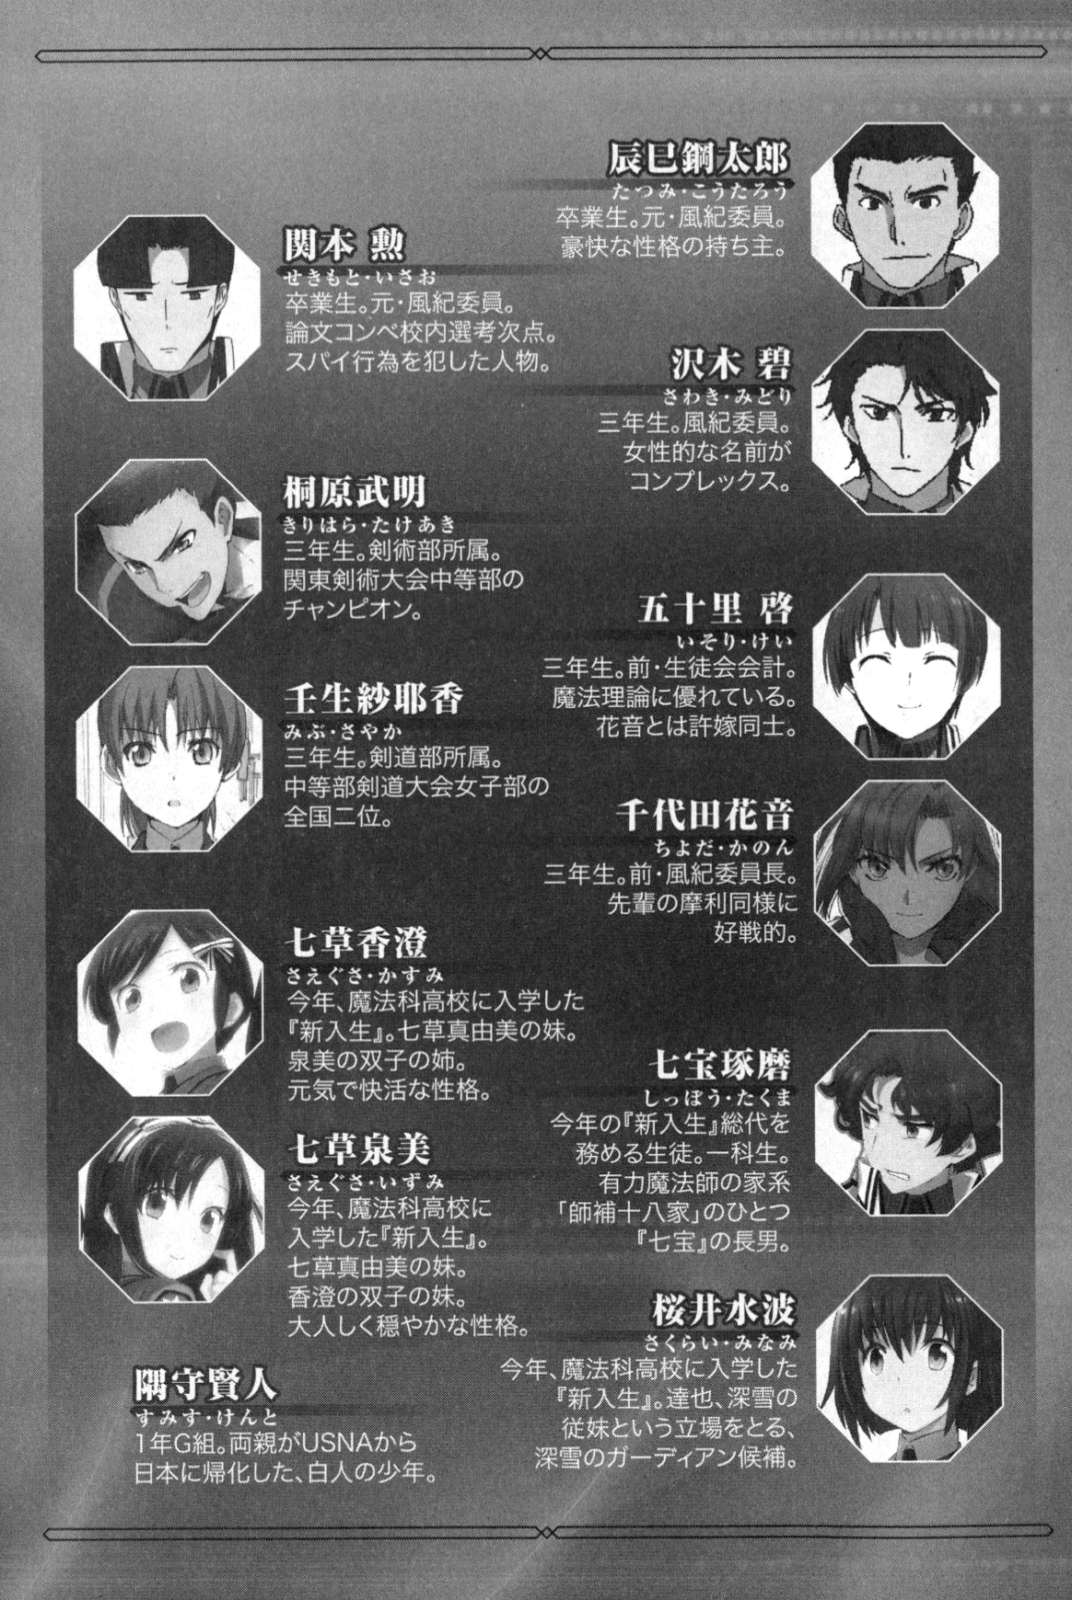 辰巳鋼太郎
たつみ・こうたろう
卒業生。元・風紀委員。
豪快な性格の持ち主。
関本 勲
せきもと・いさお
卒業生。元・風紀委員。
論文コンペ校内選考次点。
スパイ行為を犯した人物。
沢木 碧
さわき・みどり
三年生。風紀委員。
女性的な名前が
コンプレックス。
桐原武明
きりはら・たけあき
三年生。剣術部所属。
関東剣術大会中等部の
チャンピオン。
五十里 啓
いそり・けい
三年生。前・生徒会会計。
魔法理論に優れている。
花音とは許嫁同士。
壬生紗耶香
みぶ・さやか
三年生。剣道部所属。
中等部剣道大会女子部の
全国二位。
千代田花音
ちよだ・かのん
三年生。前・風紀委員長。
先輩の摩利同様に
好戦的。
七草香澄
さえぐさ・かすみ
今年、魔法科高校に入学した
『新入生』。七草真由美の妹。
泉美の双子の姉。
元気で快活な性格。
七宝琢磨
しっぽう・たくま
今年の『新入生』総代を
務める生徒。一科生。
有力魔法師の家系
「師補十八家」のひとつ
『七宝』の長男。
七草泉美
さえぐさ・いずみ
今年、魔法科高校に
入学した『新入生』。
七草真由美の妹。
香澄の双子の妹。
大人しく穏やかな性格。
桜井水波
さくらい・みなみ
今年、魔法科高校に入学した
『新入生』。達也、深雪の
従妹という立場をとる、
深雪のガーディアン候補。
隅守賢人
すみす・けんと
1年G組。両親がUSNAから
日本に帰化した、白人の少年。